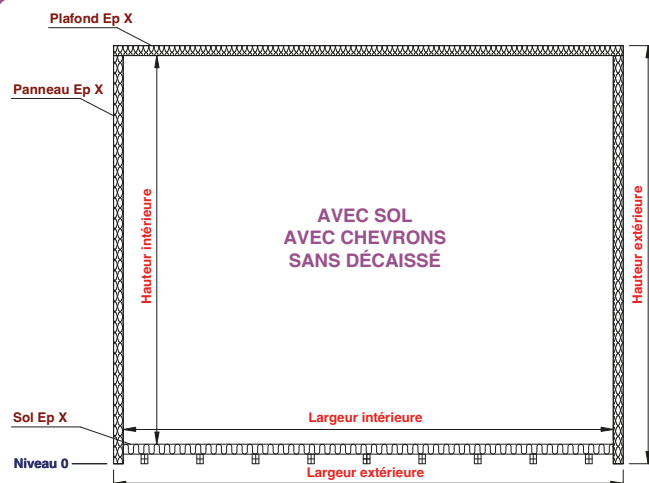 Plafond Ep X
Panneau Ep X
Hauteur intérieure
AVEC SOL
AVEC CHEVRONS
SANS DÉCAISSÉ
Hauteur extérieure
Sol Ep X
Largeur intérieure
Niveau 0
Largeur extérieure